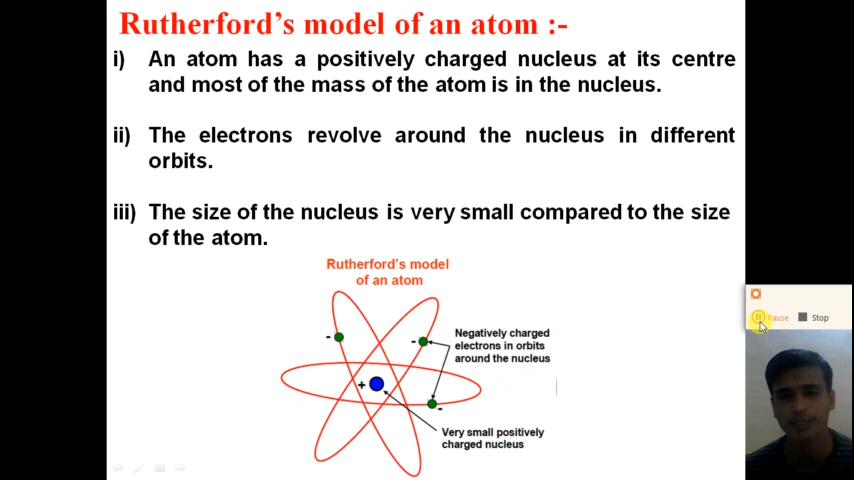 Rutherford's model of an atom :-
i) An atom has a positively charged nucleus at its centre
and most of the mass of the atom is in the nucleus.
ii) The electrons revolve around the nucleus in different
orbits.
iii) The size of the nucleus is very small compared to the size
of the atom.
Rutherford's model
of an atom
-
-
Negatively charged
electrons in orbits
around the nucleus
+
-
Very small positively
charged nucleus
Pause Stop